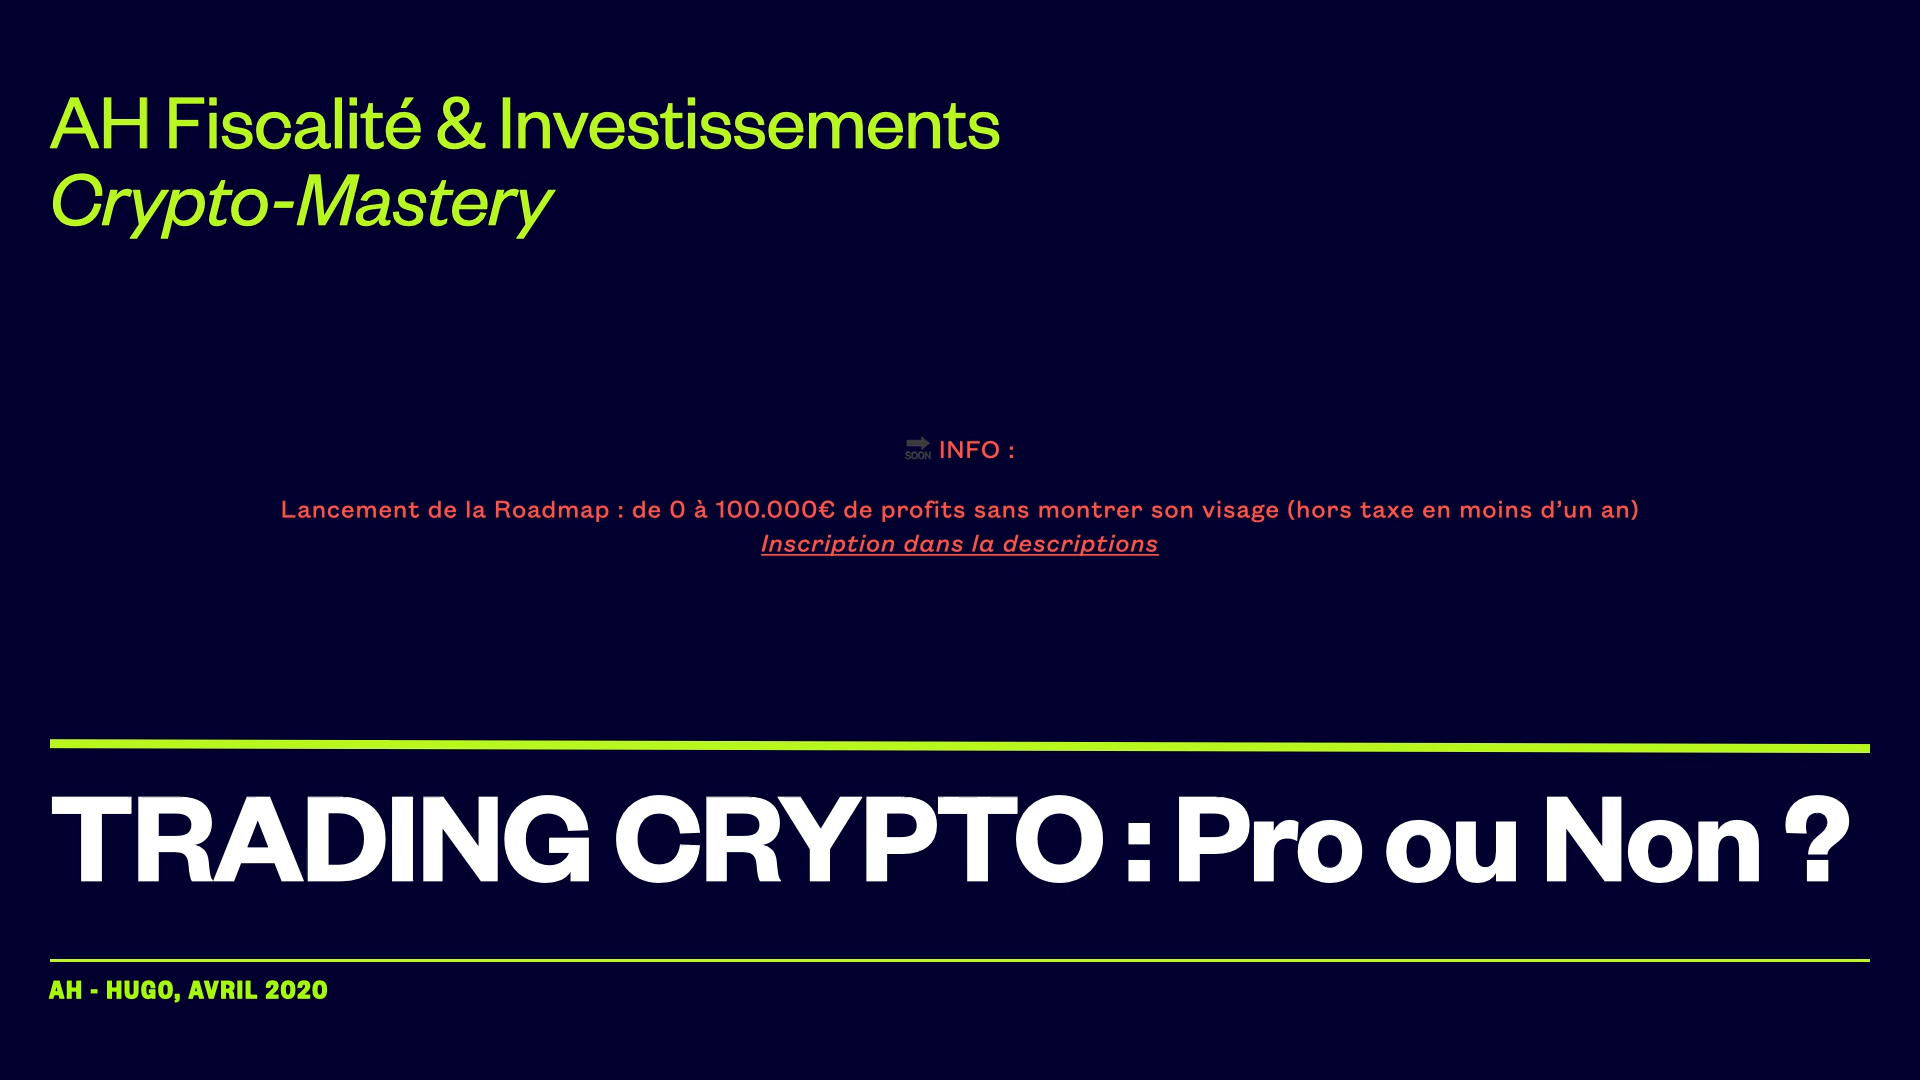 AH Fiscalité & Investissements
Crypto-Mastery
🔜 INFO :
Lancement de la Roadmap : de 0 à 100.000€ de profits sans montrer son visage (hors taxe en moins d’un an)
Inscription dans la descriptions
TRADING CRYPTO : Pro ou Non ?
AH - HUGO, AVRIL 2020